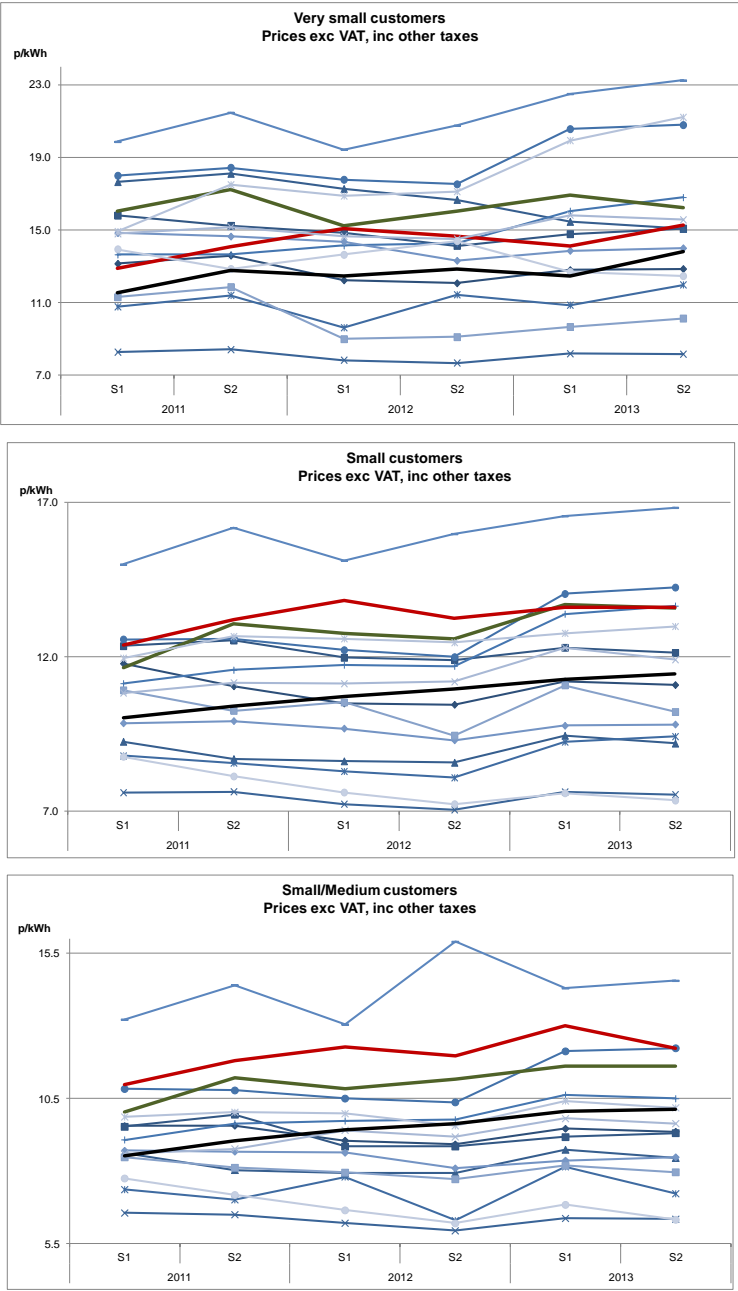 Very small customers
Prices exc VAT, inc other taxes
p/kWh
23.0
19.0
15.0
11.0
7.0
S1 S2 S1 S2 S1 S2
2011 2012 2013
Small customers
Prices exc VAT, inc other taxes
p/kWh
17.0
12.0
7.0
S1 S2 S1 S2 S1 S2
2011 2012 2013
Small/Medium customers
Prices exc VAT, inc other taxes
p/kWh
15.5
10.5
5.5
S1 S2 S1 S2 S1 S2
2011 2012 2013